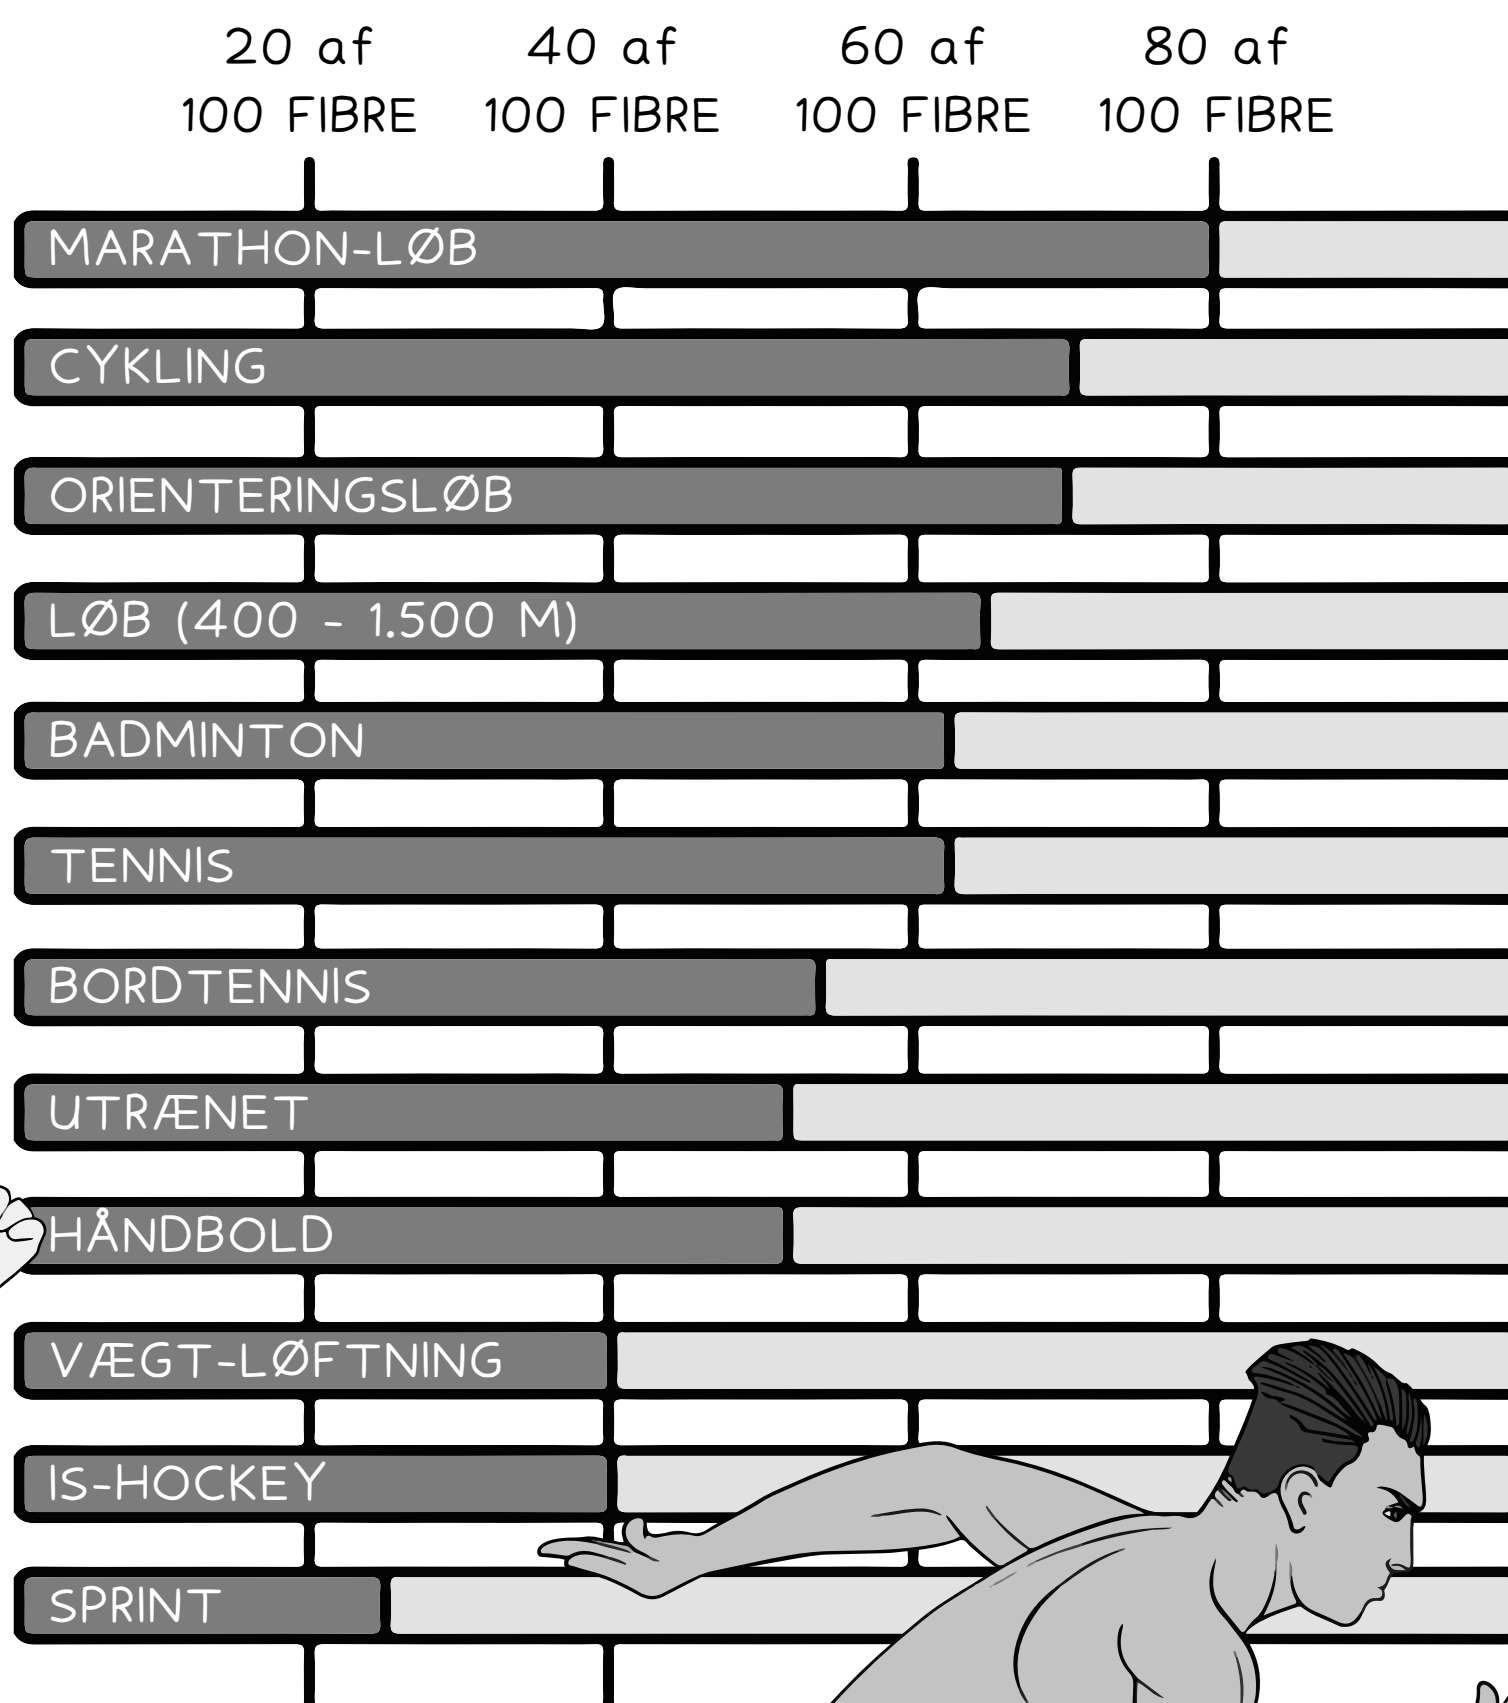 20 af 40 af 60 af 80 af
100 FIBRE 100 FIBRE 100 FIBRE 100 FIBRE
MARATHON-LØB
CYKLING
ORIENTERINGSLØB
LØB (400 - 1.500 M)
BADMINTON
TENNIS
BORDTENNIS
UTRÆNET
HÅNDBOLD
VÆGT-LØFTNING
IS-HOCKEY
SPRINT